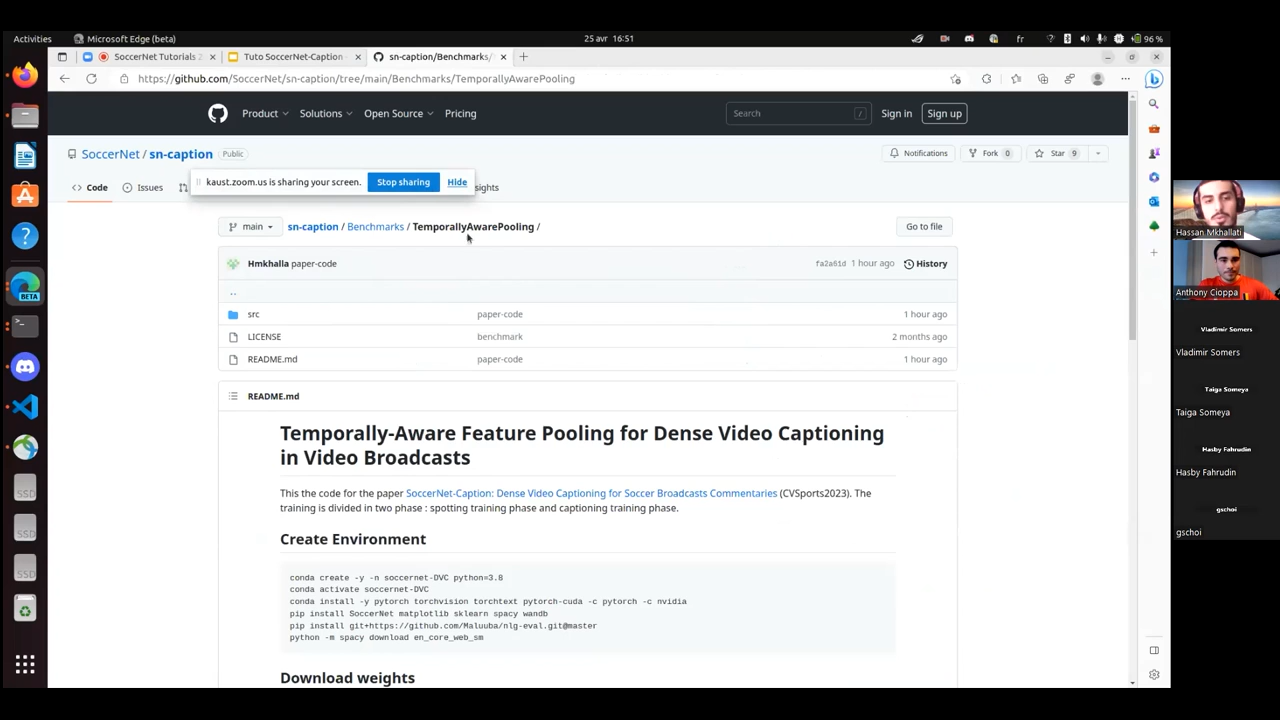 Activities
Microsoft Edge (beta)
25 avr 16:51
fr
96 %
SoccerNet Tutorials 2
Tuto SoccerNet-Caption
sn-caption/Benchmarks/
https://github.com/SoccerNet/sn-caption/tree/main/Benchmarks/TemporallyAwarePooling
Product
Solutions
Open Source
Pricing
Search
/
Sign in
Sign up
SoccerNet / sn-caption
Public
Notifications
Fork 0
Star 9
kaust.zoom.us is sharing your screen.
Stop sharing
Hide
Code
Issues
sights
main
sn-caption / Benchmarks / TemporallyAwarePooling /
Go to file
Hmkhalla paper-code
fa2a61d 1 hour ago
History
..
src
paper-code
1 hour ago
LICENSE
benchmark
2 months ago
README.md
paper-code
1 hour ago
README.md
Temporally-Aware Feature Pooling for Dense Video Captioning
in Video Broadcasts
This the code for the paper SoccerNet-Caption: Dense Video Captioning for Soccer Broadcasts Commentaries (CVSports2023). The
training is divided in two phase : spotting training phase and captioning training phase.
Create Environment
conda create -y -n soccernet-DVC python=3.8
conda activate soccernet-DVC
conda install -y pytorch torchvision torchtext pytorch-cuda -c pytorch -c nvidia
pip install SoccerNet matplotlib sklearn spacy wandb
pip install git+https://github.com/Maluuba/nlg-eval.git@master
python -m spacy download en_core_web_sm
Download weights
BETA
SSD
SSD
SSD
Hassan Mkhallati
Anthony Cioppa
Vladimir Somers
Vladimir Somers
Taiga Someya
Taiga Someya
Hasby Fahrudin
Hasby Fahrudin
gschoi
gschoi